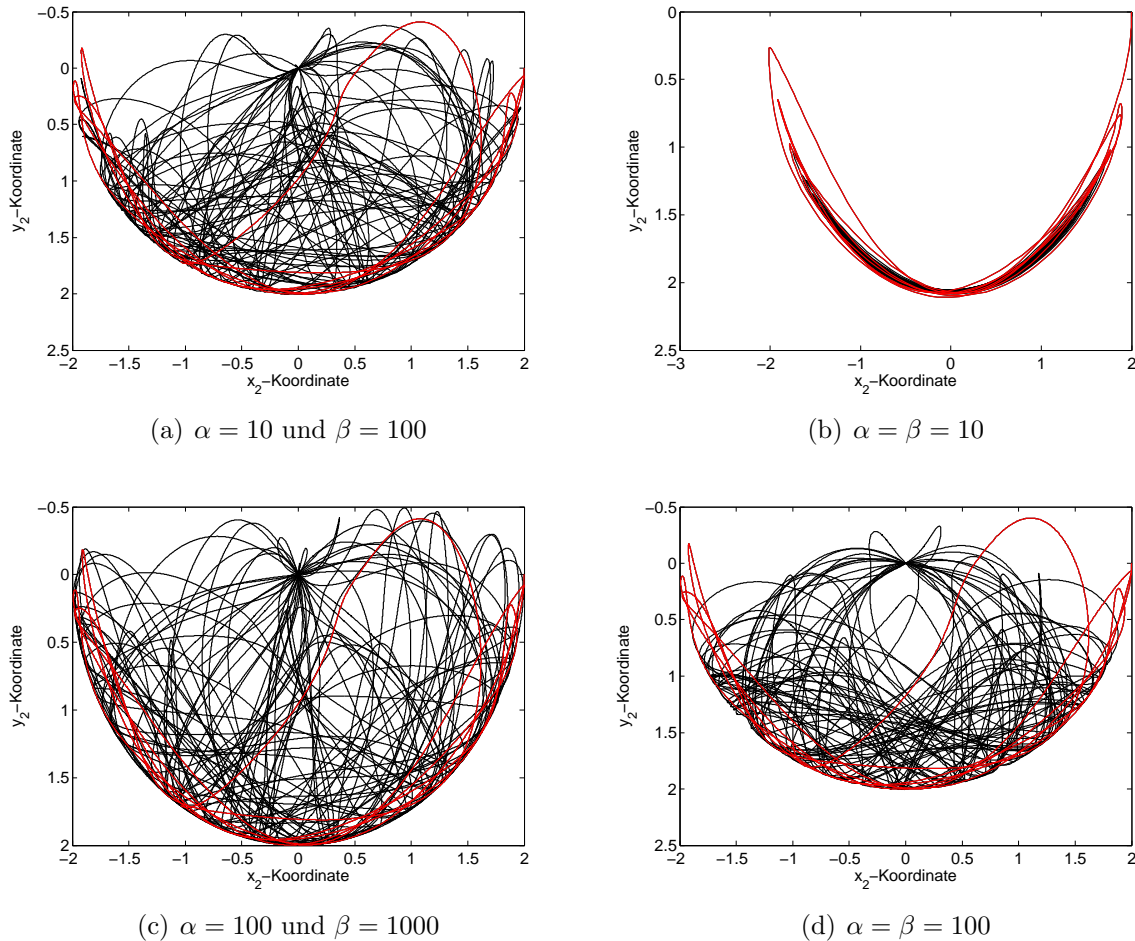 −0.5
0
0.5
1
1.5
2
2.5
y2−Koordinate
−2 −1.5 −1 −0.5 0 0.5 1 1.5 2
x2−Koordinate
(a) α = 10 und β = 100
0
0.5
1
1.5
2
2.5
y2−Koordinate
−3 −2 −1 0 1 2
x2−Koordinate
(b) α = β = 10
−0.5
0
0.5
1
1.5
2
y2−Koordinate
−2 −1.5 −1 −0.5 0 0.5 1 1.5 2
x2−Koordinate
(c) α = 100 und β = 1000
−0.5
0
0.5
1
1.5
2
2.5
y2−Koordinate
−2 −1.5 −1 −0.5 0 0.5 1 1.5 2
x2−Koordinate
(d) α = β = 100